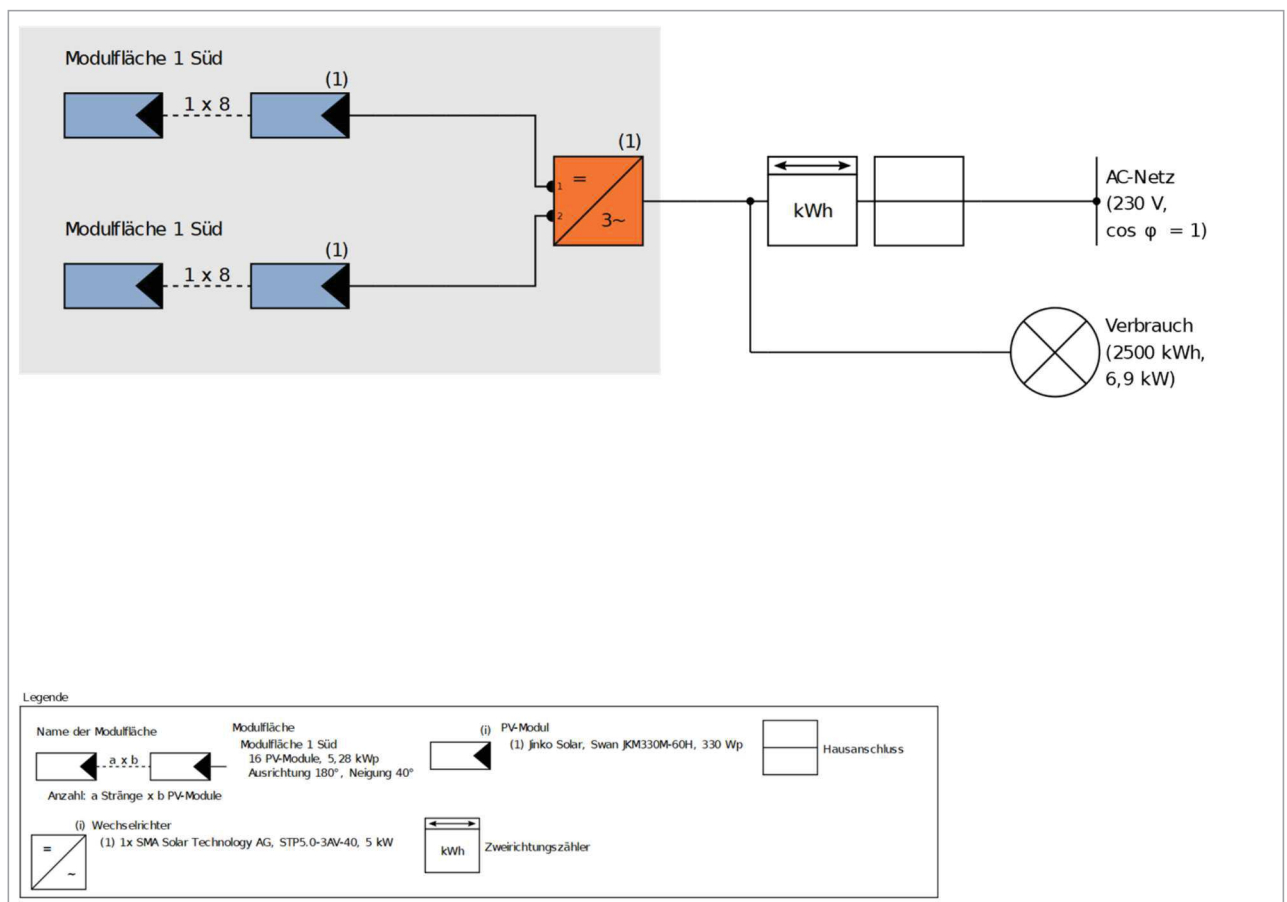 Modulfläche 1 Süd
(1)
1 x 8
(1)
1
=
2
3~
Modulfläche 1 Süd
(1)
1 x 8
kWh
AC-Netz
(230 V,
cos φ = 1)
Verbrauch
(2500 kWh,
6,9 kW)
Legende
Name der Modulfläche
a x b
Anzahl: a Stränge x b PV-Module
Modulfläche
Modulfläche 1 Süd
16 PV-Module, 5,28 kWp
Ausrichtung 180°, Neigung 40°
(i) PV-Modul
(1) Jinko Solar, Swan JKM330M-60H, 330 Wp
Hausanschluss
(i) Wechselrichter
=
~
(1) 1x SMA Solar Technology AG, STP5.0-3AV-40, 5 kW
kWh
Zweirichtungszähler